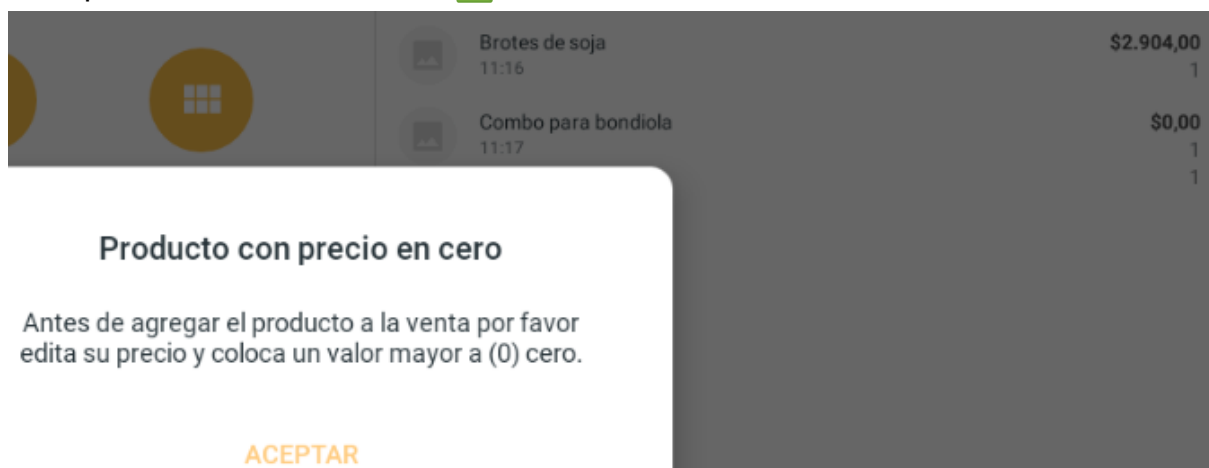 Brotes de soja $2.904,00
11:16 1
Combo para bondiola $0,00
11:17 1
1
Producto con precio en cero
Antes de agregar el producto a la venta por favor
edita su precio y coloca un valor mayor a (0) cero.
ACEPTAR